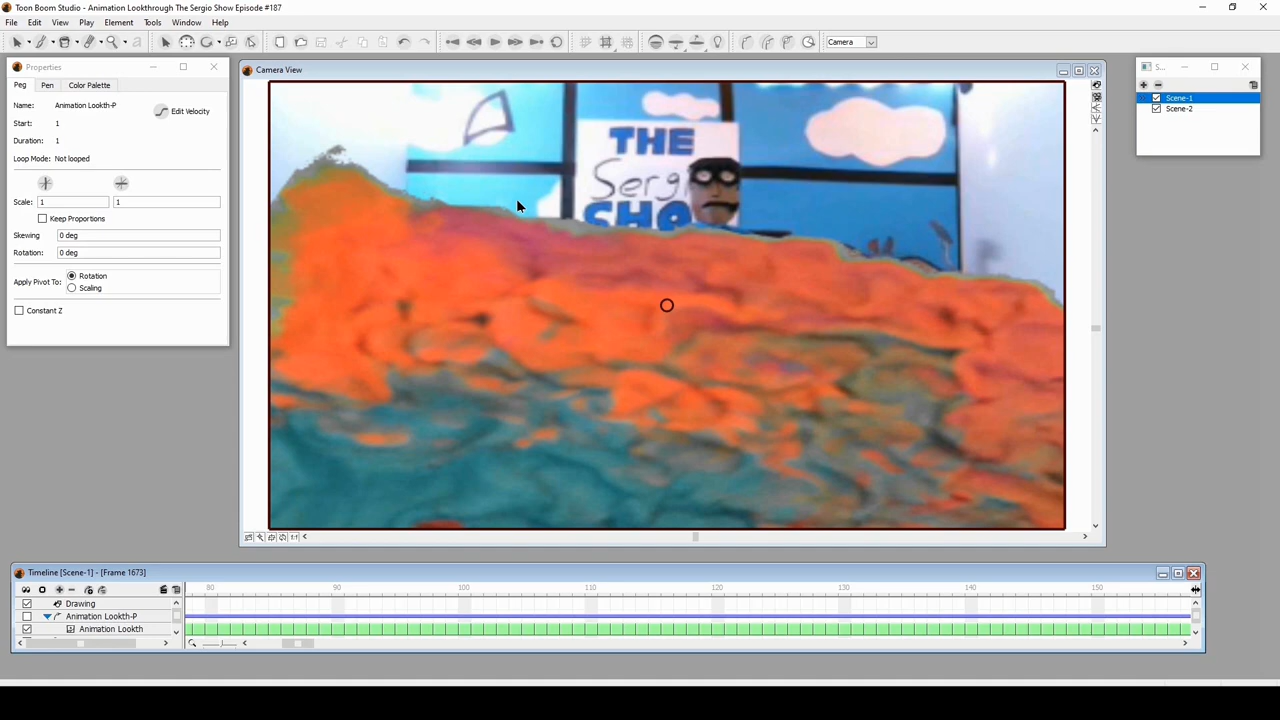 Toon Boom Studio - Animation Lookthrough The Sergio Show Episode #187
File Edit View Play Element Tools Window Help
Camera
Properties
Peg Pen Color Palette
Name: Animation Lookth-P
Edit Velocity
Start: 1
Duration: 1
Loop Mode: Not looped
Scale: 1 1
Keep Proportions
Skewing 0 deg
Rotation: 0 deg
Apply Pivot To: Rotation
Scaling
Constant Z
Camera View
THE
Sergi
SHO
S...
Scene-1
Scene-2
Timeline [Scene-1] - [Frame 1673]
80 90 100 110 120 130 140 150
Drawing
Animation Lookth-P
Animation Lookth
1:1